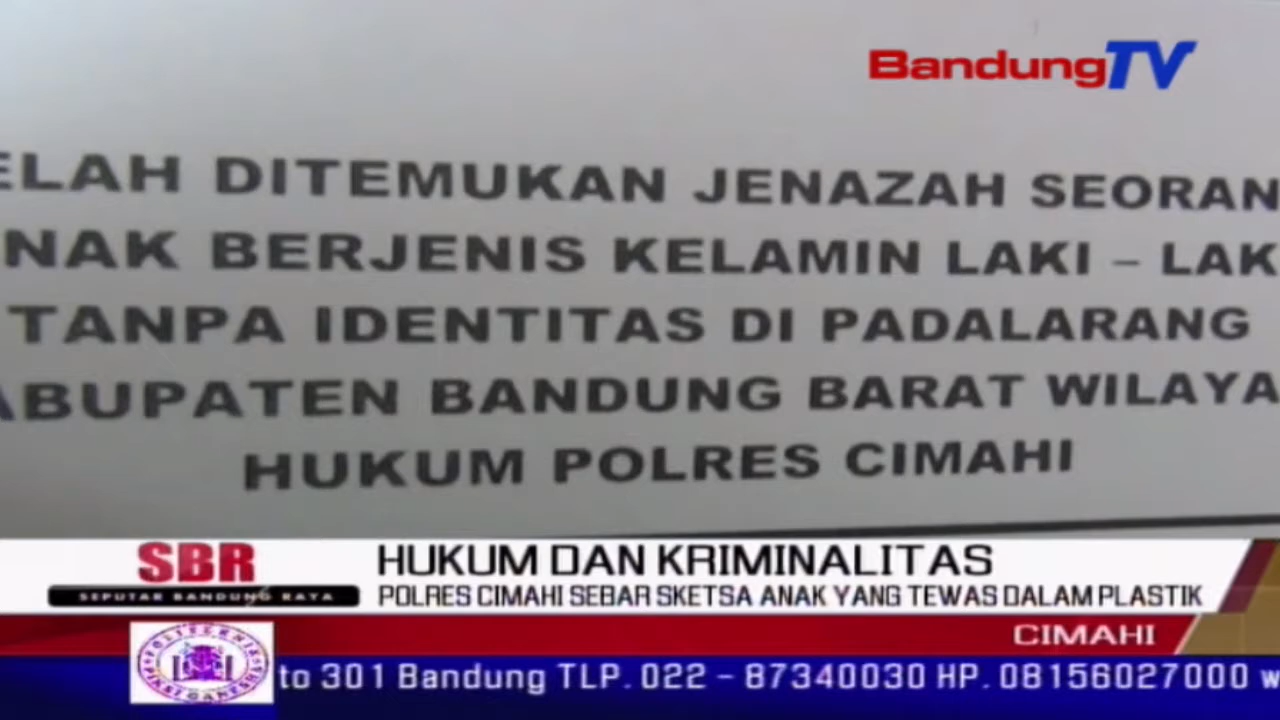 BandungTV
ELAH DITEMUKAN JENAZAH SEORAN
NAK BERJENIS KELAMIN LAKI – LAK
TANPA IDENTITAS DI PADALARANG
ABUPATEN BANDUNG BARAT WILAYA
HUKUM POLRES CIMAHI
SBR
SEPUTAR BANDUNG RAYA
HUKUM DAN KRIMINALITAS
POLRES CIMAHI SEBAR SKETSA ANAK YANG TEWAS DALAM PLASTIK
CIMAHI
to 301 Bandung TLP. 022 - 87340030 HP. 08156027000 w